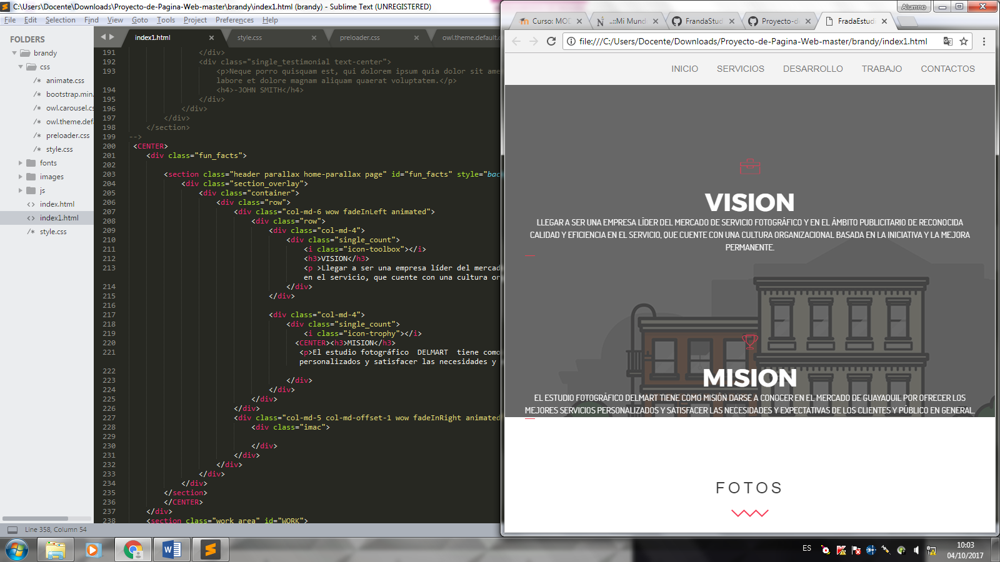 C:\Users\Docente\Downloads\Proyecto-de-Pagina-Web-master\brandy\index1.html (brandy) - Sublime Text (UNREGISTERED)
File Edit Selection Find View Goto Tools Project Preferences Help
FOLDERS
brandy
css
animate.css
bootstrap.min.
owl.carousel.cs
owl.theme.defa
preloader.css
style.css
fonts
images
js
index.html
index1.html
style.css
index1.html style.css preloader.css owl.theme.default.c
191 </div>
192 <div class="single_testimonial text-center">
193 <p>Neque porro quisquam est, qui dolorem ipsum quia dolor sit ame
labore et dolore magnam aliquam quaerat voluptatem.</p>
194 <h4>-JOHN SMITH</h4>
195 </div>
196 </div>
197 </div>
198 </section>
199 -->
200 <CENTER>
201 <div class="fun_facts">
202
203 <section class="header parallax home-parallax page" id="fun_facts" style="bac
204 <div class="section_overlay">
205 <div class="container">
206 <div class="row">
207 <div class="col-md-6 wow fadeInLeft animated">
208 <div class="row">
209 <div class="col-md-4">
210 <div class="single_count">
211 <i class="icon-toolbox"></i>
212 <h3>VISION</h3>
213 <p >Llegar a ser una empresa líder del mercad
en el servicio, que cuente con una cultura or
214 </div>
215 </div>
216
217 <div class="col-md-4">
218 <div class="single_count">
219 <i class="icon-trophy"></i>
220 <CENTER><h3>MISION</h3>
221 <p>El estudio fotográfico  DELMART  tiene como
personalizados y satisfacer las necesidades y
222
223 </div>
224 </div>
225 </div>
226 </div>
227 <div class="col-md-5 col-md-offset-1 wow fadeInRight animated
228 <div class="imac">
229
230 </div>
231 </div>
232 </div>
233 </div>
234 </div>
235 </section>
236 </CENTER>
237 </div>
238 <section class="work_area" id="WORK">
Line 358, Column 54
Alumno
Curso: MOD ..::Mi Mund FrandaStud Proyecto-d FradaEstudi
file:///C:/Users/Docente/Downloads/Proyecto-de-Pagina-Web-master/brandy/index1.html
INICIO SERVICIOS DESARROLLO TRABAJO CONTACTOS
VISION
LLEGAR A SER UNA EMPRESA LÍDER DEL MERCADO DE SERVICIO FOTOGRÁFICO Y EN EL ÁMBITO PUBLICITARIO DE RECONOCIDA
CALIDAD Y EFICIENCIA EN EL SERVICIO, QUE CUENTE CON UNA CULTURA ORGANIZACIONAL BASADA EN LA INICIATIVA Y LA MEJORA
PERMANENTE.
MISION
EL ESTUDIO FOTOGRÁFICO DELMART TIENE COMO MISIÓN DARSE A CONOCER EN EL MERCADO DE GUAYAQUIL POR OFRECER LOS
MEJORES SERVICIOS PERSONALIZADOS Y SATISFACER LAS NECESIDADES Y EXPECTATIVAS DE LOS CLIENTES Y PÚBLICO EN GENERAL.
FOTOS
ES
10:03
04/10/2017